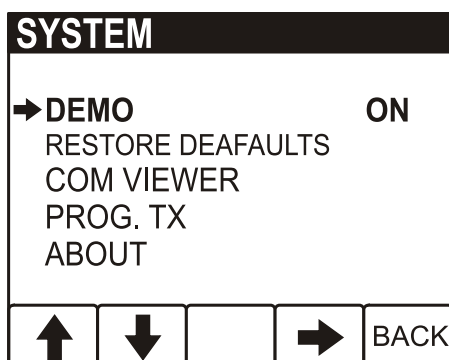 SYSTEM
DEMO ON
RESTORE DEAFAULTS
COM VIEWER
PROG. TX
ABOUT
BACK